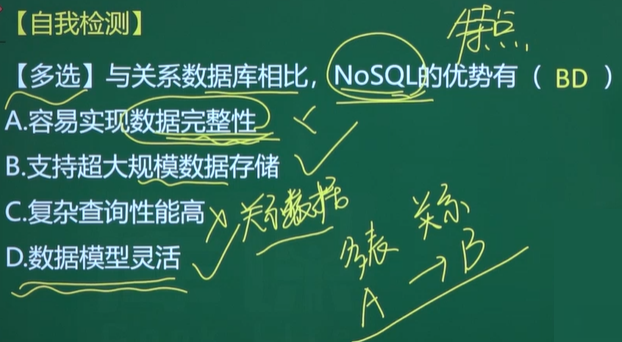 【自我检测】
特点
【多选】与关系数据库相比，NoSQL的优势有（ BD ）
A.容易实现数据完整性
B.支持超大规模数据存储
C.复杂查询性能高
关系数据
D.数据模型灵活
多表 关系
A → B